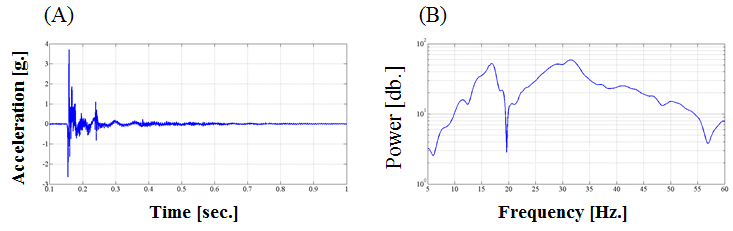 (A) (B)
Acceleration [g.]
4
3
2
1
0
-1
-2
-3
0.1 0.2 0.3 0.4 0.5 0.6 0.7 0.8 0.9 1
Time [sec.]
Power [db.]
10²
10¹
10⁰
5 10 15 20 25 30 35 40 45 50 55 60
Frequency [Hz.]